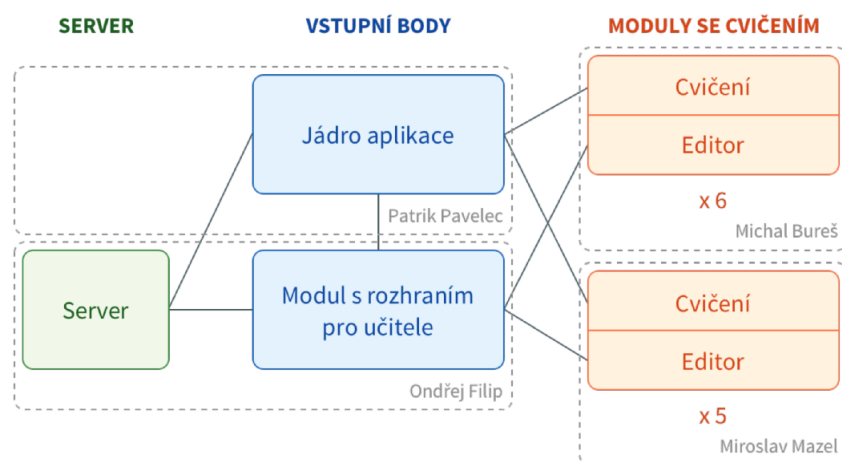 SERVER
VSTUPNÍ BODY
MODULY SE CVIČENÍM
Jádro aplikace
Patrik Pavelec
Cvičení
Editor
x 6
Michal Bureš
Server
Modul s rozhraním
pro učitele
Ondřej Filip
Cvičení
Editor
x 5
Miroslav Mazel